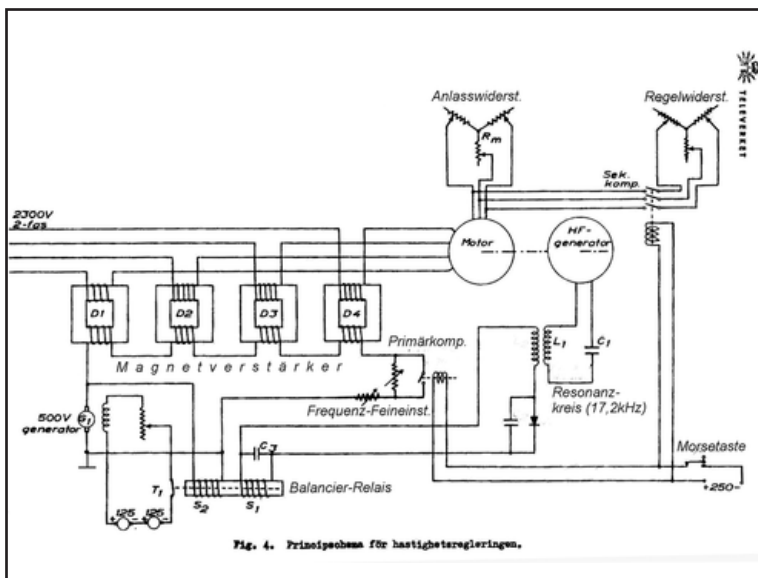 Anlasswiderst.
Regelwiderst.
TELEVERKET
Rm
Sek.
komp.
2300V
2-fas
Motor
HF-
generator
D1
D2
D3
D4
Magnetverstärker
Primärkomp.
L1
C1
Resonanz-
kreis (17,2kHz)
Frequenz-Feineinst.
500V
generator
G1
C3
Morsetaste
+250-
T1
Balancier-Relais
S2
S1
+125-
+125-
Fig. 4. Principschema för hastighetsregleringen.